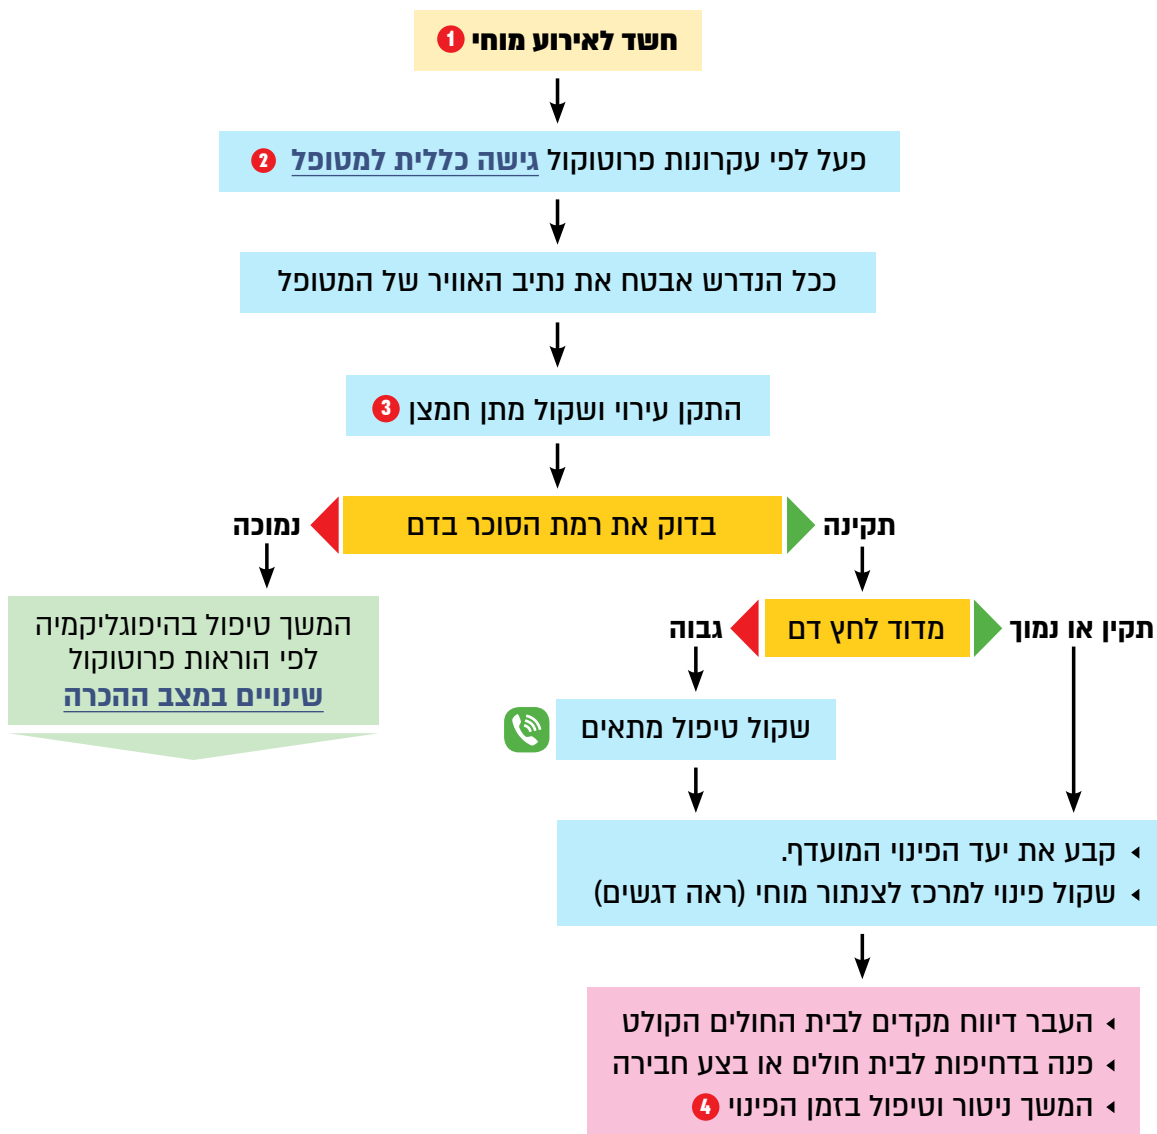 חשד לאירוע מוחי 1
פעל לפי עקרונות פרוטוקול גישה כללית למטופל 2
ככל הנדרש אבטח את נתיב האוויר של המטופל
התקן עירוי ושקול מתן חמצן 3
בדוק את רמת הסוכר בדם
תקינה
נמוכה
המשך טיפול בהיפוגליקמיה
לפי הוראות פרוטוקול
שינויים במצב ההכרה
מדוד לחץ דם
תקין או נמוך
גבוה
שקול טיפול מתאים
קבע את יעד הפינוי המועדף.
שקול פינוי למרכז לצנתור מוחי (ראה דגשים)
העבר דיווח מקדים לבית החולים הקולט
פנה בדחיפות לבית חולים או בצע חבירה
המשך ניטור וטיפול בזמן הפינוי 4